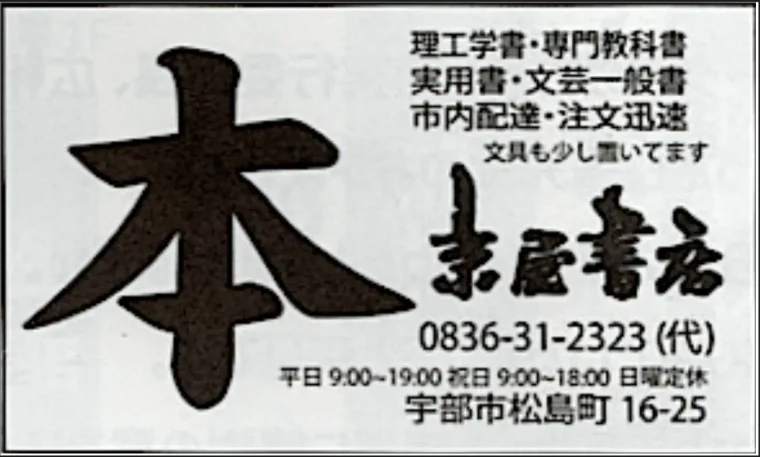 本
理工学書・専門教科書
実用書・文芸一般書
市内配達・注文迅速
文具も少し置いてます
京屋書店
0836-31-2323 (代)
平日 9:00~19:00 祝日 9:00~18:00 日曜定休
宇部市松島町 16-25